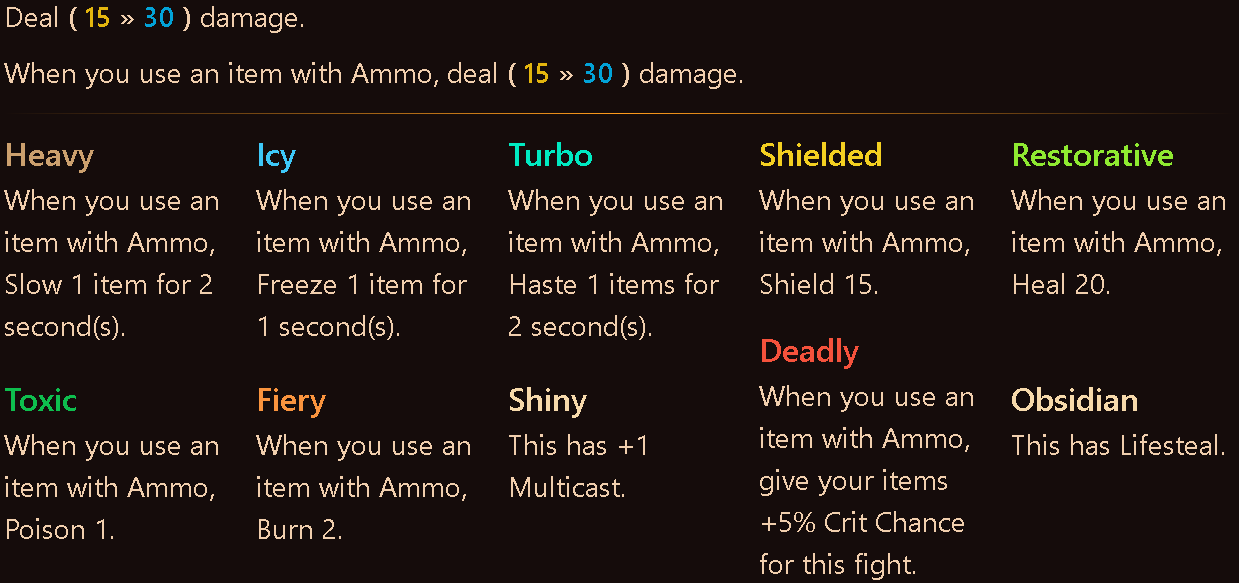 Deal ( 15 » 30 ) damage.
When you use an item with Ammo, deal ( 15 » 30 ) damage.
Heavy
When you use an
item with Ammo,
Slow 1 item for 2
second(s).
Icy
When you use an
item with Ammo,
Freeze 1 item for
1 second(s).
Turbo
When you use an
item with Ammo,
Haste 1 items for
2 second(s).
Shielded
When you use an
item with Ammo,
Shield 15.
Restorative
When you use an
item with Ammo,
Heal 20.
Toxic
When you use an
item with Ammo,
Poison 1.
Fiery
When you use an
item with Ammo,
Burn 2.
Shiny
This has +1
Multicast.
Deadly
When you use an
item with Ammo,
give your items
+5% Crit Chance
for this fight.
Obsidian
This has Lifesteal.